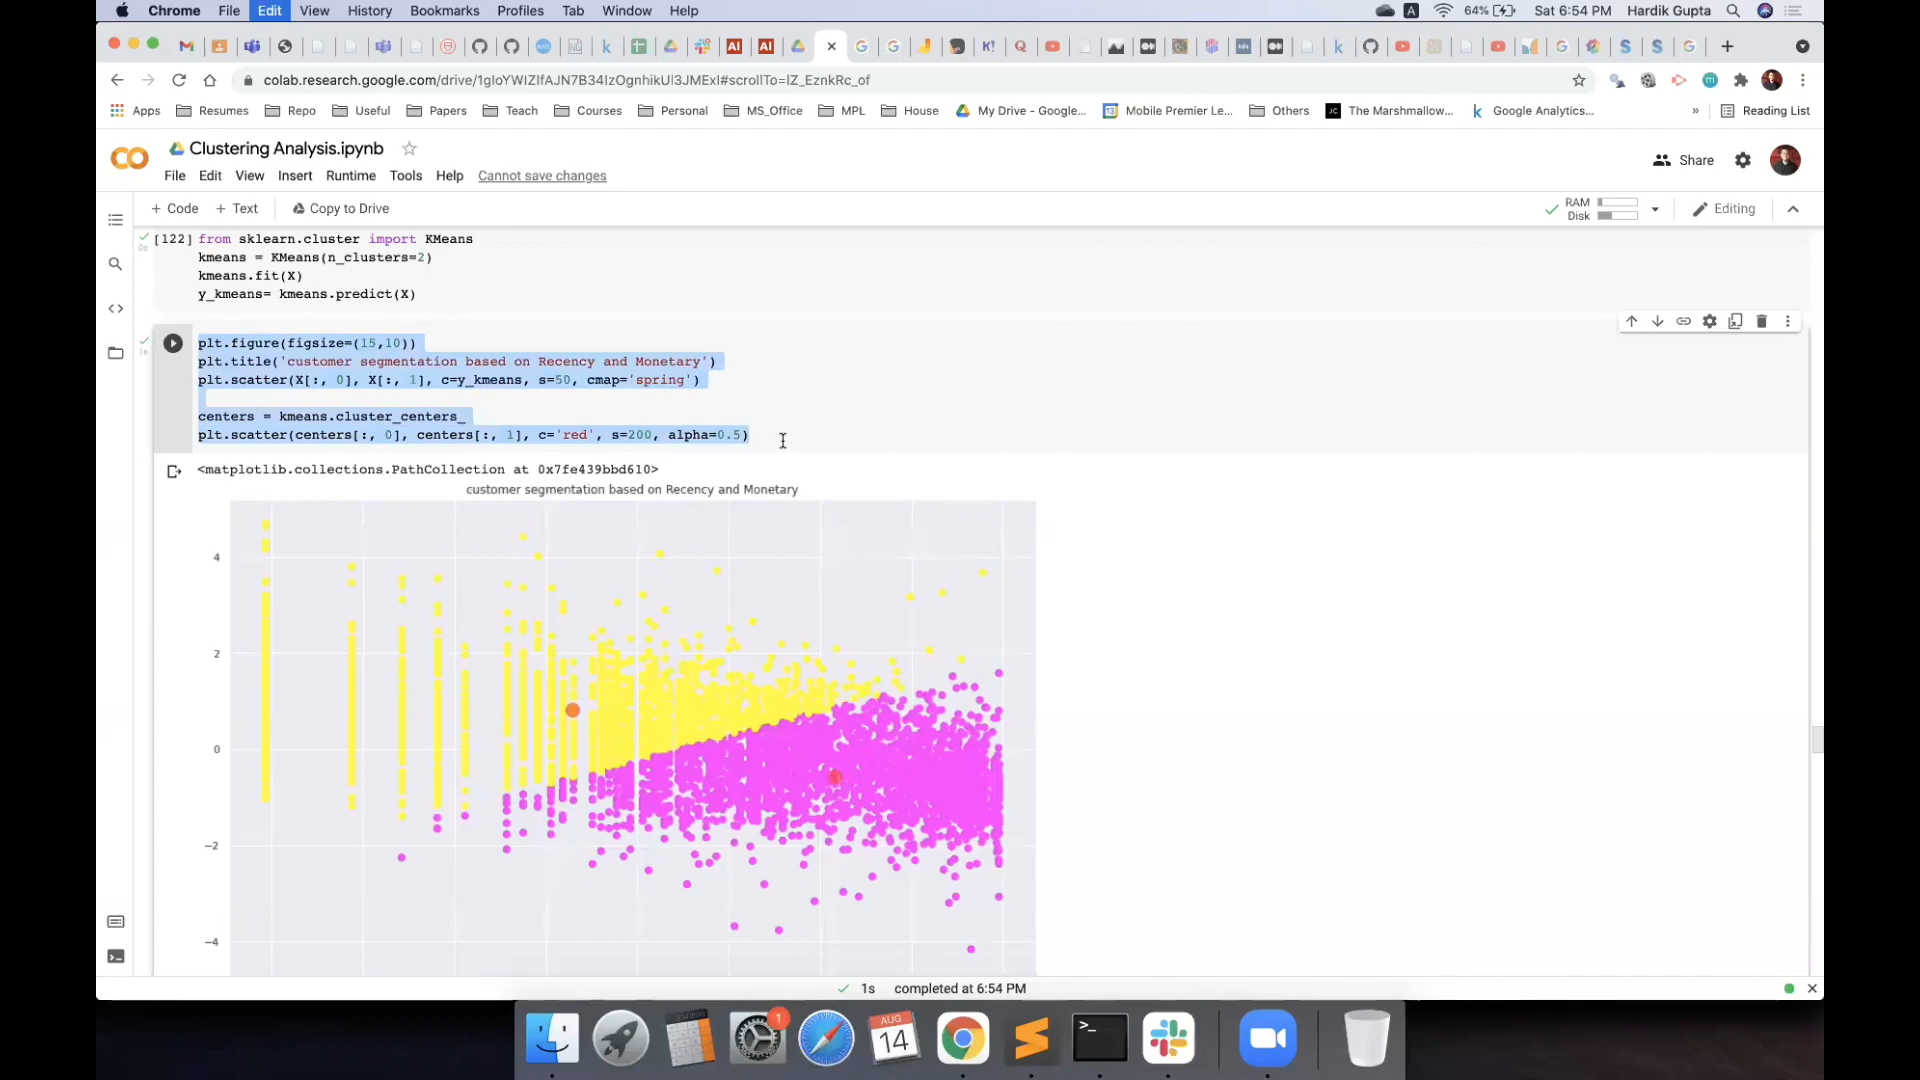 Chrome File Edit View History Bookmarks Profiles Tab Window Help
A 64% Sat 6:54 PM Hardik Gupta
colab.research.google.com/drive/1gIoYWIZIfAJN7B34IzOgnhikUl3JMExI#scrollTo=lZ_EznkRc_of
Apps Resumes Repo Useful Papers Teach Courses Personal MS_Office MPL House My Drive - Google... Mobile Premier Le... Others The Marshmallow... Google Analytics... » Reading List
Clustering Analysis.ipynb
Share
File Edit View Insert Runtime Tools Help Cannot save changes
+ Code + Text Copy to Drive
RAM
Disk
Editing
[122] from sklearn.cluster import KMeans
kmeans = KMeans(n_clusters=2)
kmeans.fit(X)
y_kmeans= kmeans.predict(X)
plt.figure(figsize=(15,10))
plt.title('customer segmentation based on Recency and Monetary')
plt.scatter(X[:, 0], X[:, 1], c=y_kmeans, s=50, cmap='spring')
centers = kmeans.cluster_centers_
plt.scatter(centers[:, 0], centers[:, 1], c='red', s=200, alpha=0.5)
<matplotlib.collections.PathCollection at 0x7fe439bbd610>
customer segmentation based on Recency and Monetary
4
2
0
−2
−4
1s completed at 6:54 PM
1
AUG
14